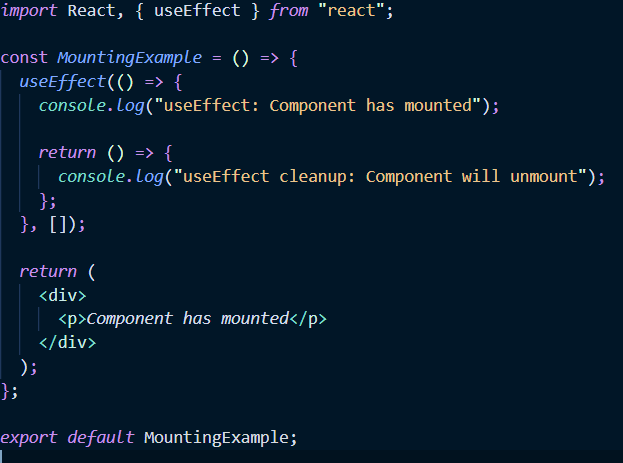 import React, { useEffect } from "react";
const MountingExample = () => {
useEffect(() => {
console.log("useEffect: Component has mounted");
return () => {
console.log("useEffect cleanup: Component will unmount");
};
}, []);
return (
<div>
<p>Component has mounted</p>
</div>
);
};
export default MountingExample;